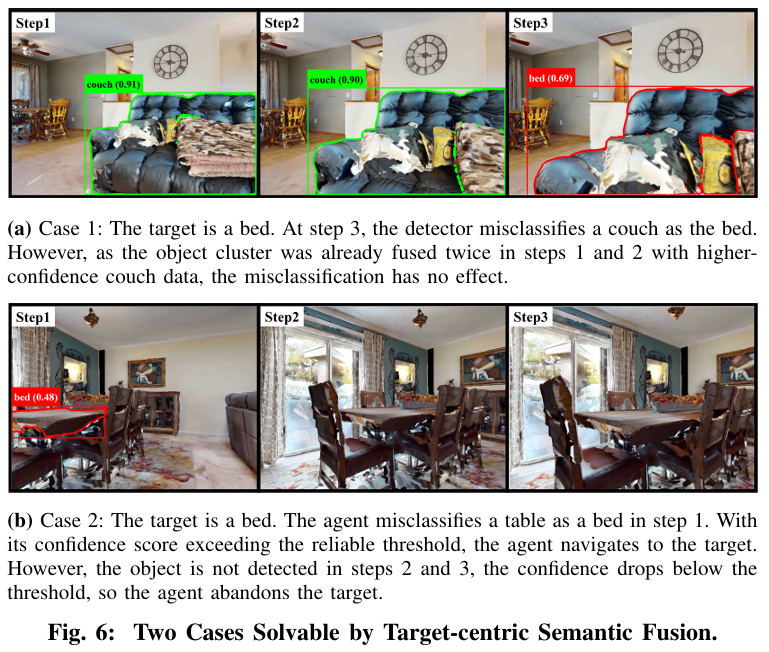 Step1
Step2
Step3
couch (0.91)
couch (0.90)
bed (0.69)
(a) Case 1: The target is a bed. At step 3, the detector misclassifies a couch as the bed.
However, as the object cluster was already fused twice in steps 1 and 2 with higher-
confidence couch data, the misclassification has no effect.
Step1
Step2
Step3
bed (0.48)
(b) Case 2: The target is a bed. The agent misclassifies a table as a bed in step 1. With
its confidence score exceeding the reliable threshold, the agent navigates to the target.
However, the object is not detected in steps 2 and 3, the confidence drops below the
threshold, so the agent abandons the target.
Fig. 6: Two Cases Solvable by Target-centric Semantic Fusion.